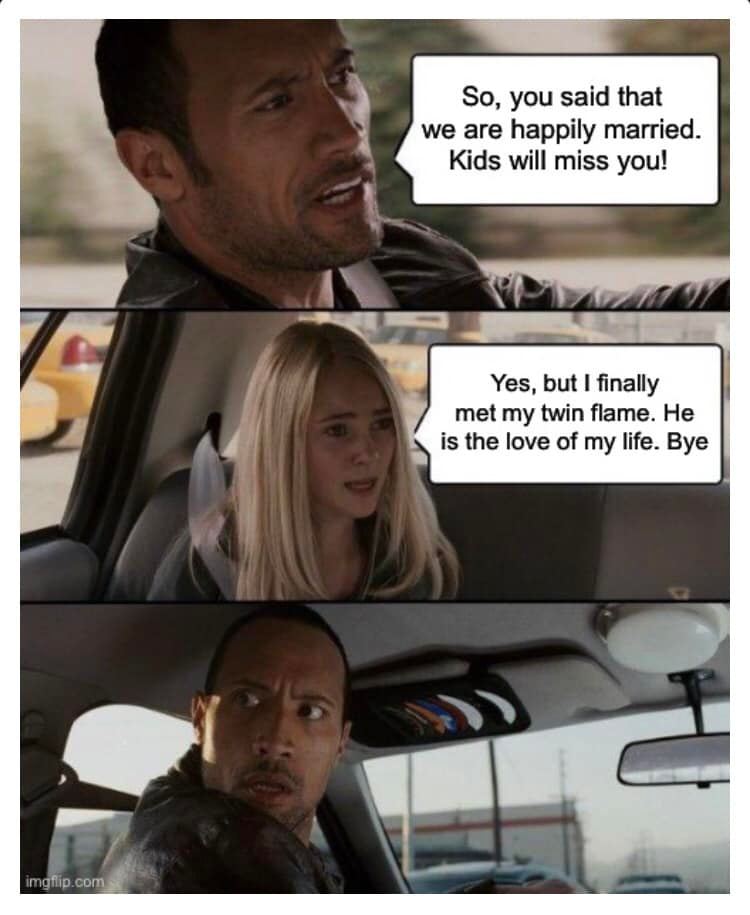 So, you said that
we are happily married.
Kids will miss you!
Yes, but I finally
met my twin flame. He
is the love of my life. Bye
imgflip.com